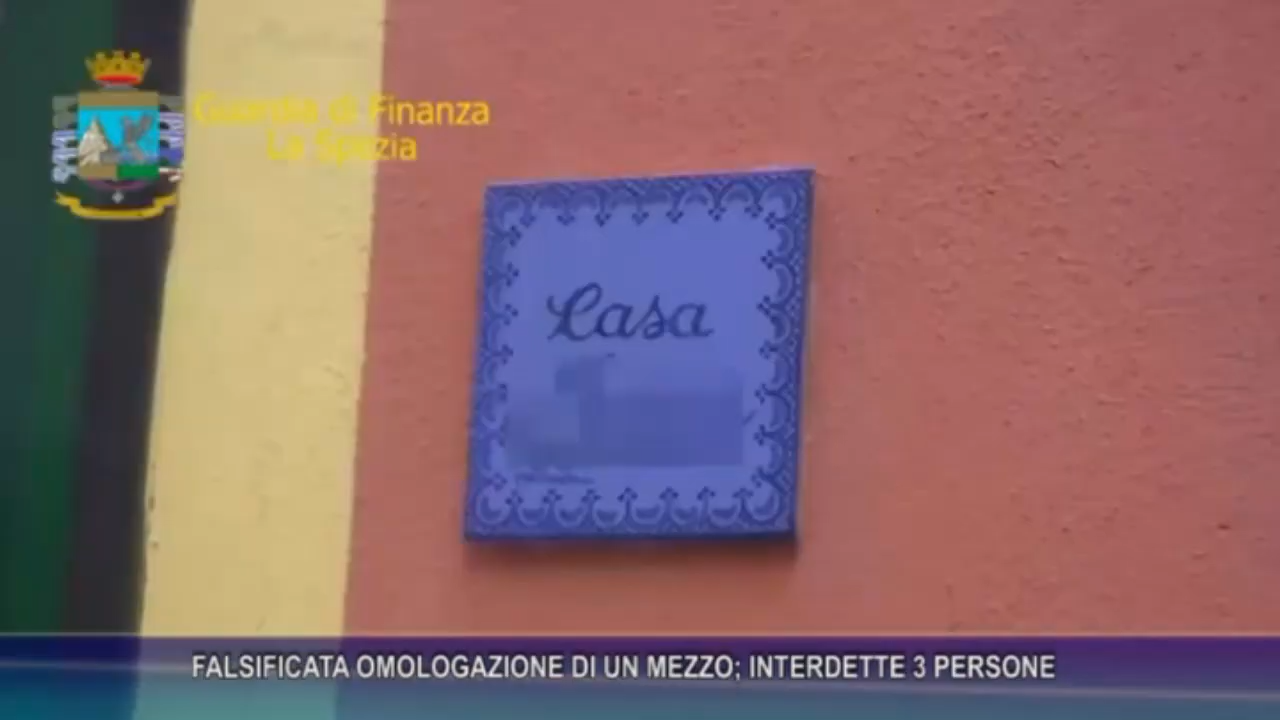 Guardia di Finanza
La Spezia
Casa
FALSIFICATA OMOLOGAZIONE DI UN MEZZO; INTERDETTE 3 PERSONE